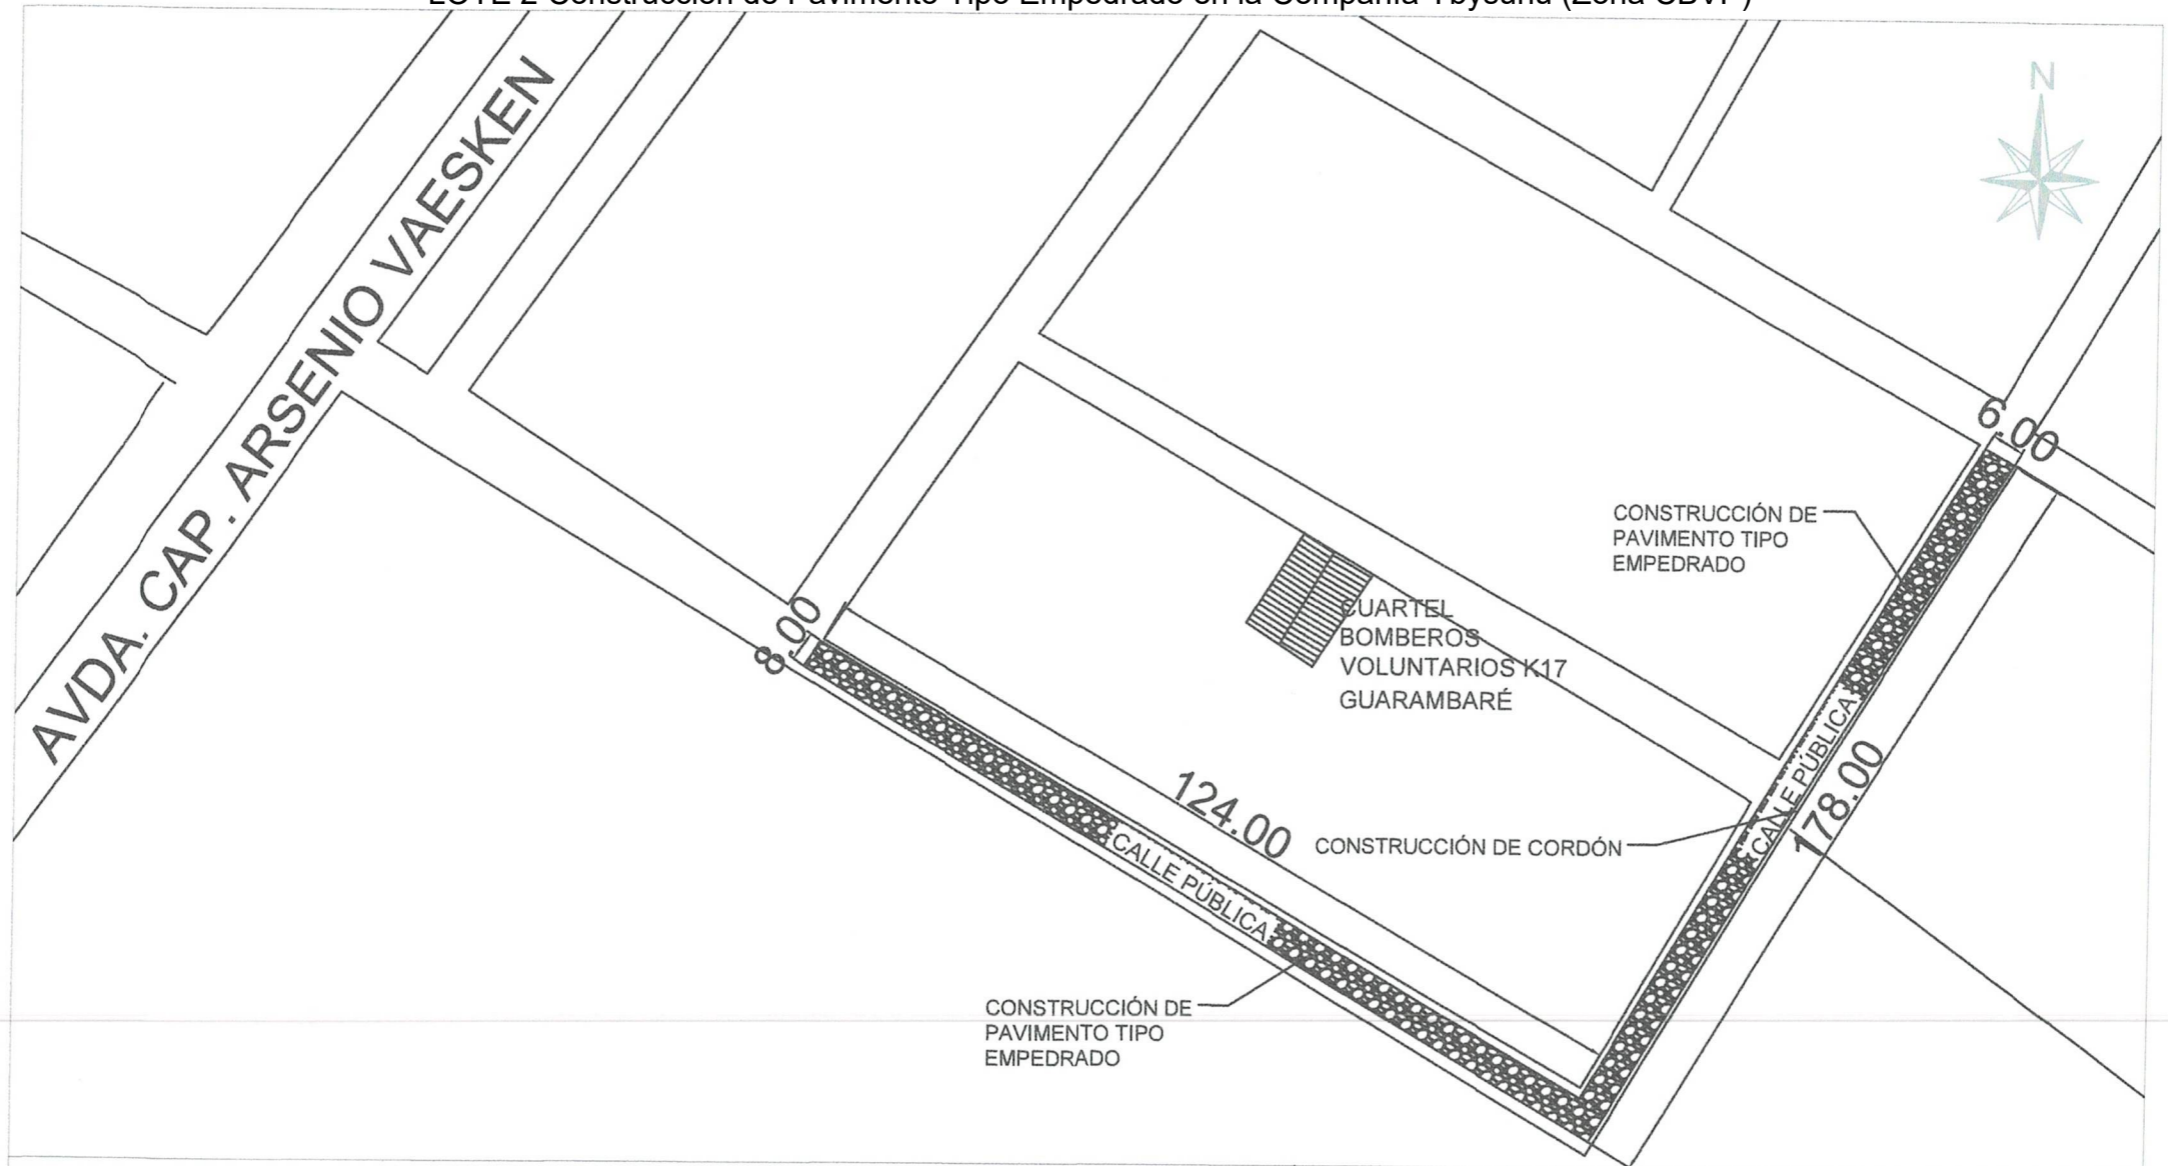 LOTE 2 Construcción de Pavimento Tipo Empedrado en la Compañía Ybysunú (Zona CBVP)
N
AVDA. CAP. ARSENIO VAESKEN
6.00
CONSTRUCCIÓN DE
PAVIMENTO TIPO
EMPEDRADO
CUARTEL
BOMBEROS
VOLUNTARIOS K17
GUARAMBARÉ
8.00
CALLE PÚBLICA
178.00
124.00
CONSTRUCCIÓN DE CORDÓN
CALLE PÚBLICA
CONSTRUCCIÓN DE
PAVIMENTO TIPO
EMPEDRADO